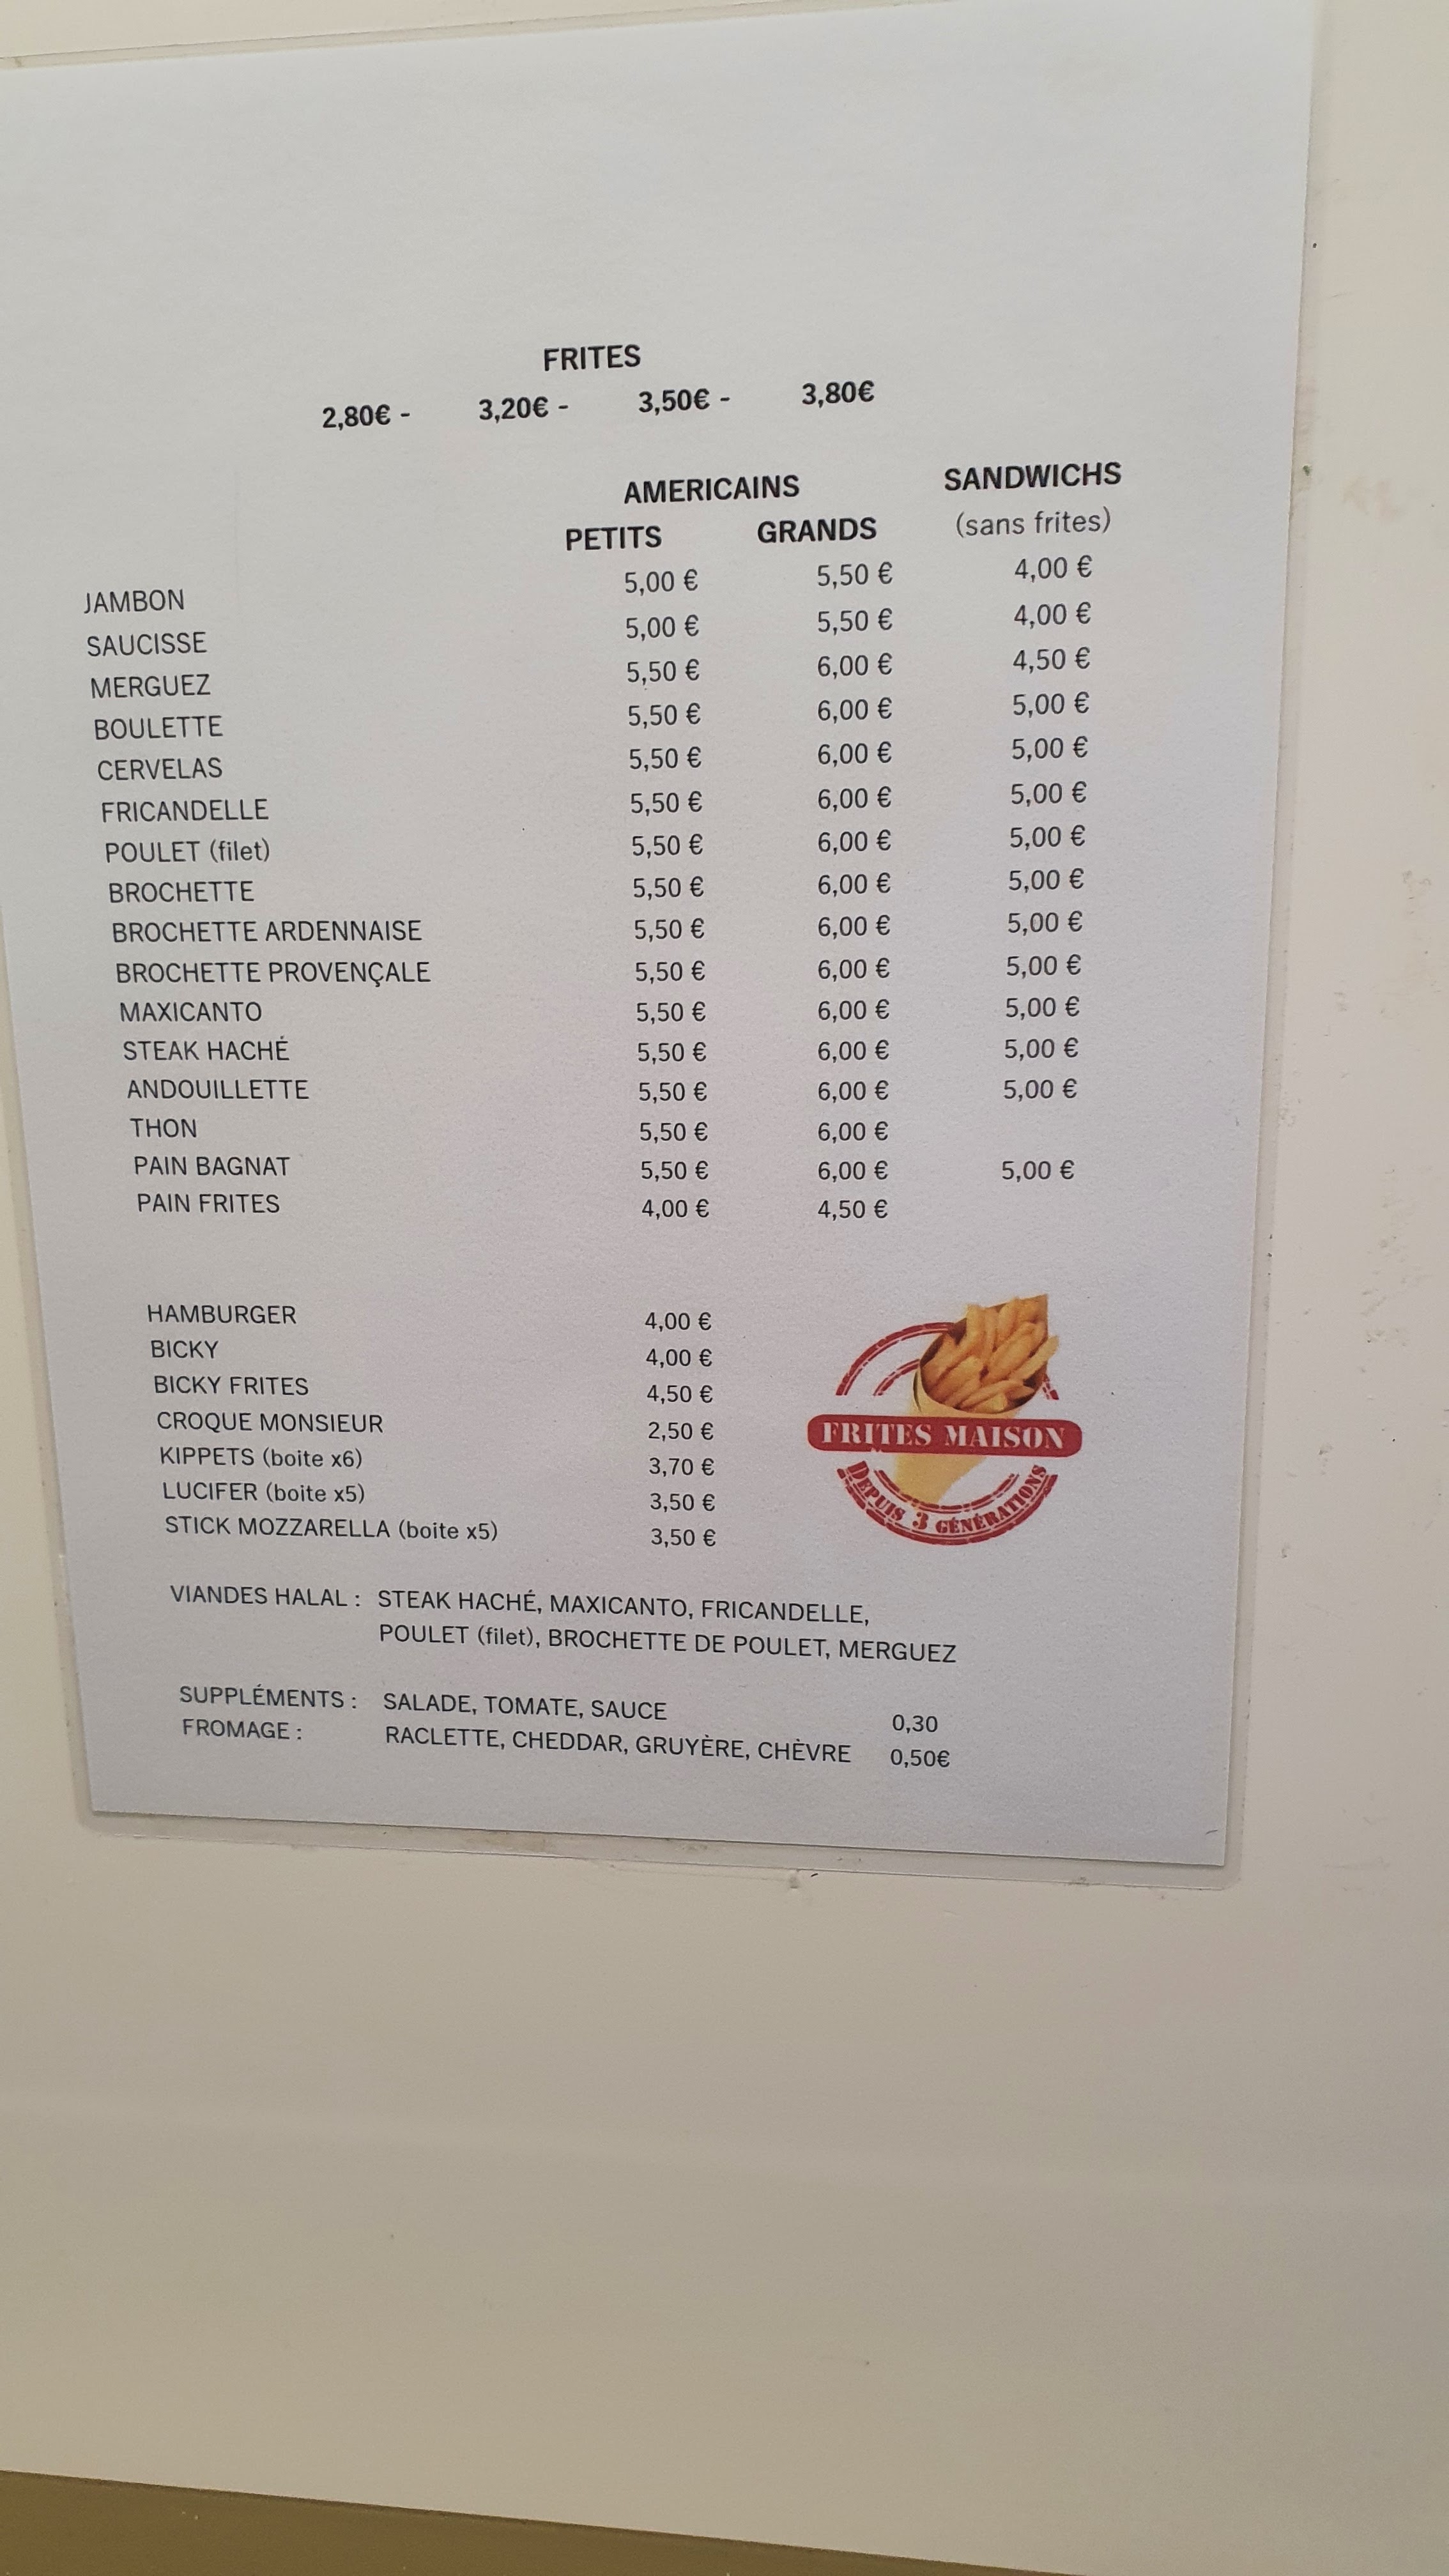 FRITES
2,80€ - 3,20€ - 3,50€ - 3,80€
AMERICAINS SANDWICHS
PETITS GRANDS (sans frites)
JAMBON 5,00 € 5,50 € 4,00 €
SAUCISSE 5,00 € 5,50 € 4,00 €
MERGUEZ 5,50 € 6,00 € 4,50 €
BOULETTE 5,50 € 6,00 € 5,00 €
CERVELAS 5,50 € 6,00 € 5,00 €
FRICANDELLE 5,50 € 6,00 € 5,00 €
POULET (filet) 5,50 € 6,00 € 5,00 €
BROCHETTE 5,50 € 6,00 € 5,00 €
BROCHETTE ARDENNAISE 5,50 € 6,00 € 5,00 €
BROCHETTE PROVENÇALE 5,50 € 6,00 € 5,00 €
MAXICANTO 5,50 € 6,00 € 5,00 €
STEAK HACHÉ 5,50 € 6,00 € 5,00 €
ANDOUILLETTE 5,50 € 6,00 € 5,00 €
THON 5,50 € 6,00 €
PAIN BAGNAT 5,50 € 6,00 € 5,00 €
PAIN FRITES 4,00 € 4,50 €
HAMBURGER 4,00 €
BICKY 4,00 €
BICKY FRITES 4,50 €
CROQUE MONSIEUR 2,50 €
KIPPETS (boite x6) 3,70 €
LUCIFER (boite x5) 3,50 €
STICK MOZZARELLA (boite x5) 3,50 €
FRITES MAISON
DEPUIS 3 GÉNÉRATIONS
VIANDES HALAL : STEAK HACHÉ, MAXICANTO, FRICANDELLE,
POULET (filet), BROCHETTE DE POULET, MERGUEZ
SUPPLÉMENTS : SALADE, TOMATE, SAUCE 0,30
FROMAGE : RACLETTE, CHEDDAR, GRUYÈRE, CHÈVRE 0,50€